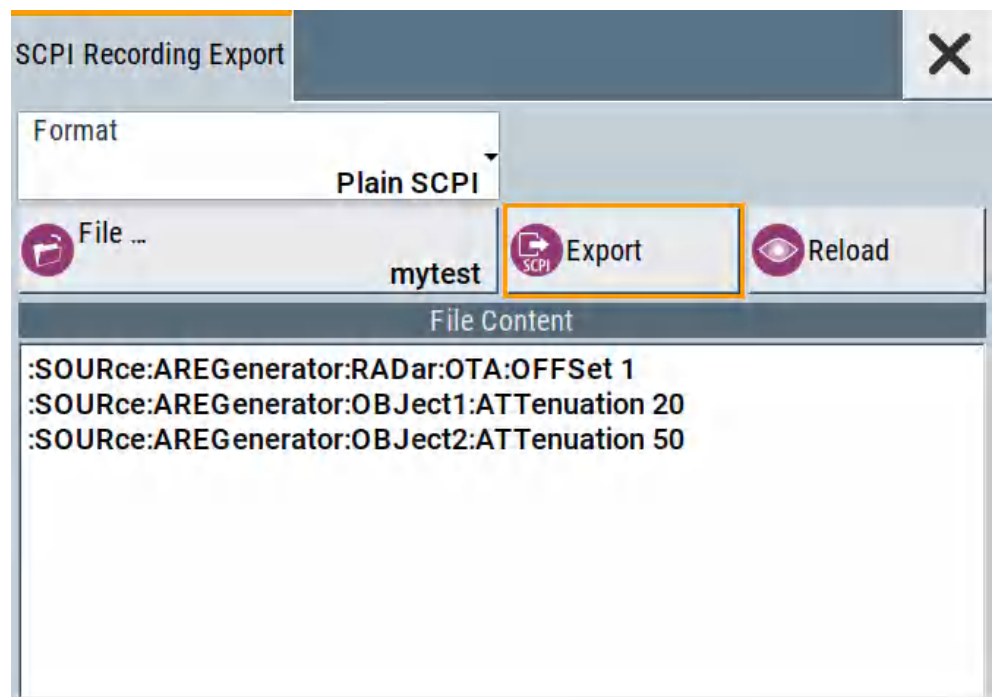 SCPI Recording Export
Format
Plain SCPI
File ...
mytest
SCPI
Export
Reload
File Content
:SOURce:AREGenerator:RADar:OTA:OFFSet 1
:SOURce:AREGenerator:OBJect1:ATTenuation 20
:SOURce:AREGenerator:OBJect2:ATTenuation 50